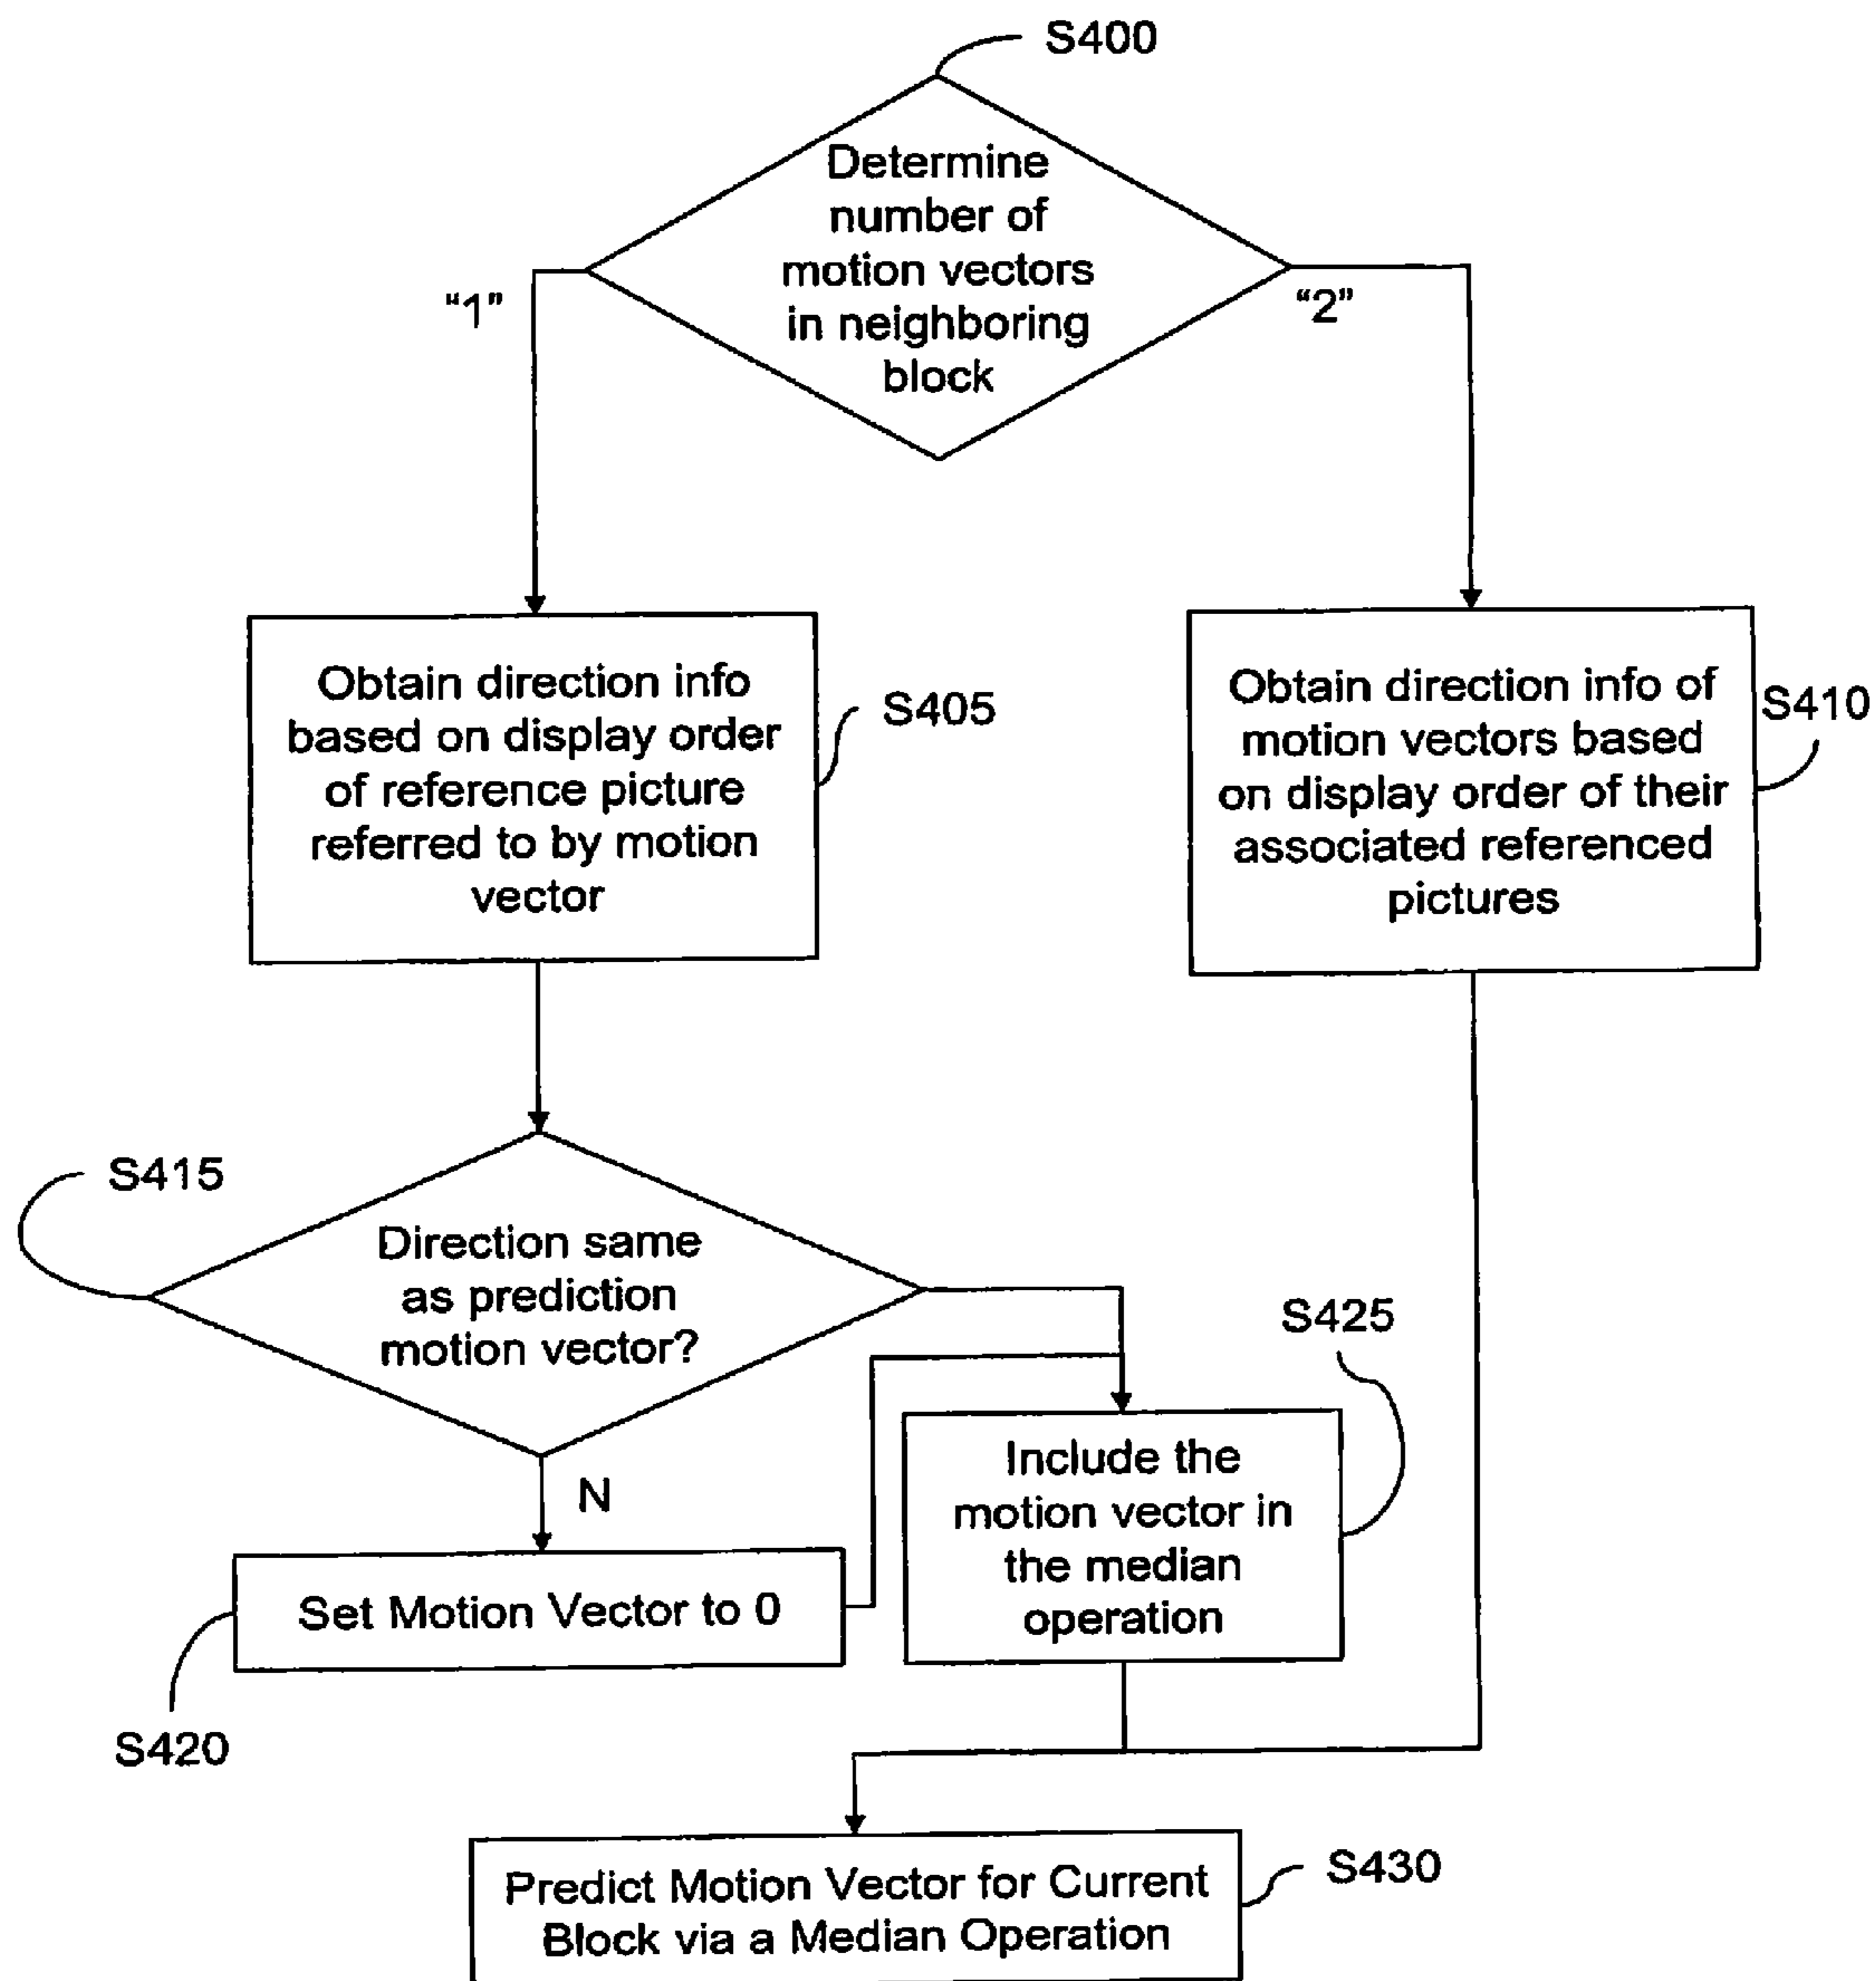 S400
Determine
number of
motion vectors
in neighboring
block
"1"
"2"
Obtain direction info
based on display order
of reference picture
referred to by motion
vector
S405
Obtain direction info of
motion vectors based
on display order of their
associated referenced
pictures
S410
S415
Direction same
as prediction
motion vector?
N
S425
Include the
motion vector in
the median
operation
Set Motion Vector to 0
S420
Predict Motion Vector for Current
Block via a Median Operation
S430